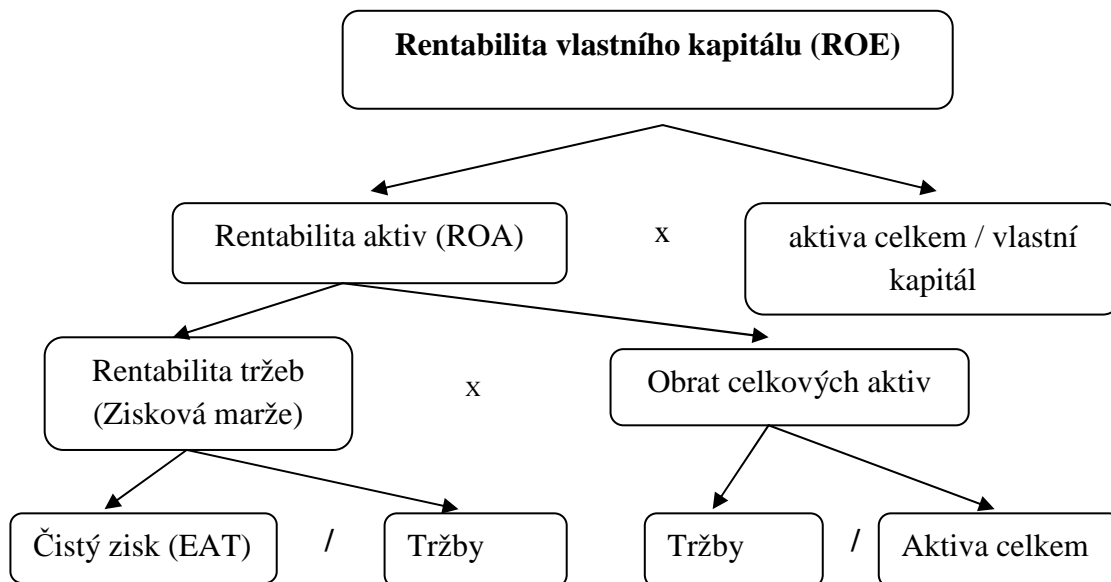 Rentabilita vlastního kapitálu (ROE)
Rentabilita aktiv (ROA)
x
aktiva celkem / vlastní
kapitál
Rentabilita tržeb
(Zisková marže)
x
Obrat celkových aktiv
Čistý zisk (EAT)
/
Tržby
Tržby
/
Aktiva celkem